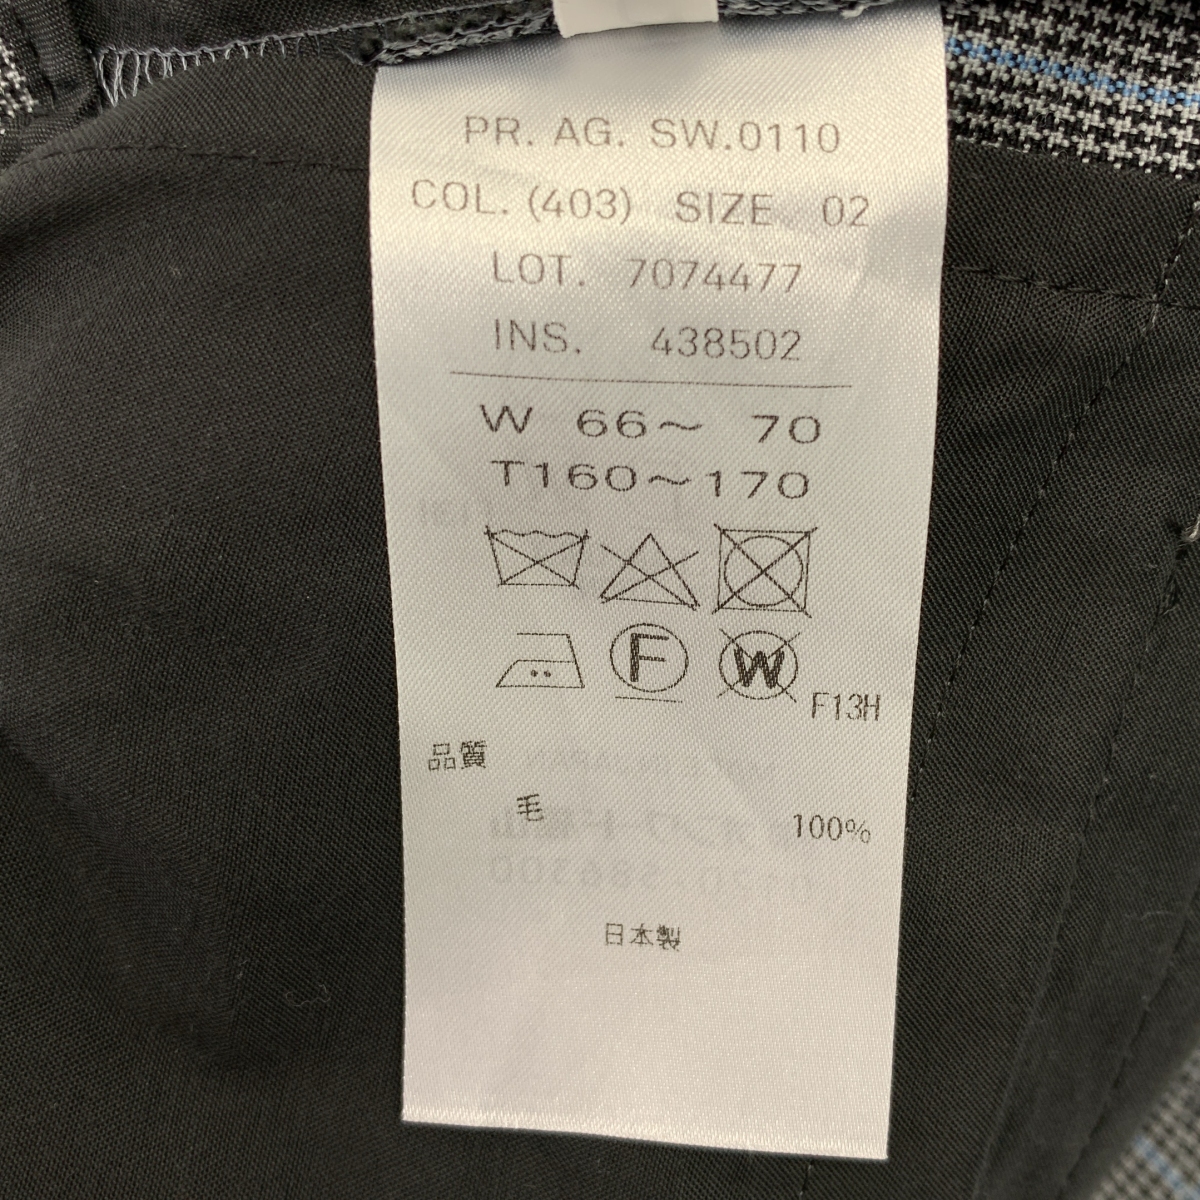 PR. AG. SW.0110
COL. (403) SIZE 02
LOT. 7074477
INS. 438502
W 66～ 70
T160～170
F W F13H
品質
毛 100%
日本製